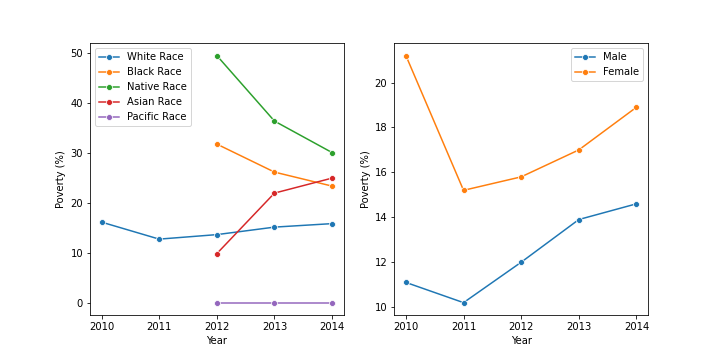 White Race
Black Race
Native Race
Asian Race
Pacific Race
50
40
30
20
10
0
Poverty (%)
2010 2011 2012 2013 2014
Year
Male
Female
22
20
18
16
14
12
10
Poverty (%)
2010 2011 2012 2013 2014
Year